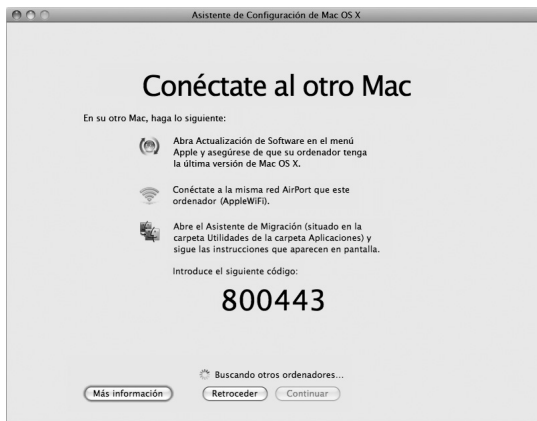 Asistente de Configuración de Mac OS X
Conéctate al otro Mac
En su otro Mac, haga lo siguiente:
Abra Actualización de Software en el menú
Apple y asegúrese de que su ordenador tenga
la última versión de Mac OS X.
Conéctate a la misma red AirPort que este
ordenador (AppleWiFi).
Abre el Asistente de Migración (situado en la
carpeta Utilidades de la carpeta Aplicaciones) y
sigue las instrucciones que aparecen en pantalla.
Introduce el siguiente código:
800443
Buscando otros ordenadores...
Más información Retroceder Continuar